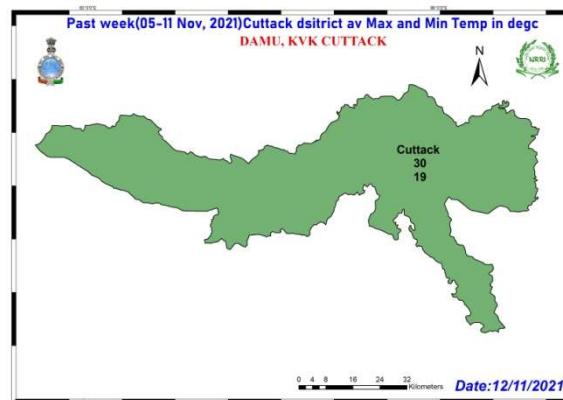 Past week(05-11 Nov, 2021)Cuttack dsitrict av Max and Min Temp in degc
DAMU, KVK CUTTACK
N
NRRI
Cuttack
30
19
0 4 8 16 24 32
Kilometers
Date:12/11/2021